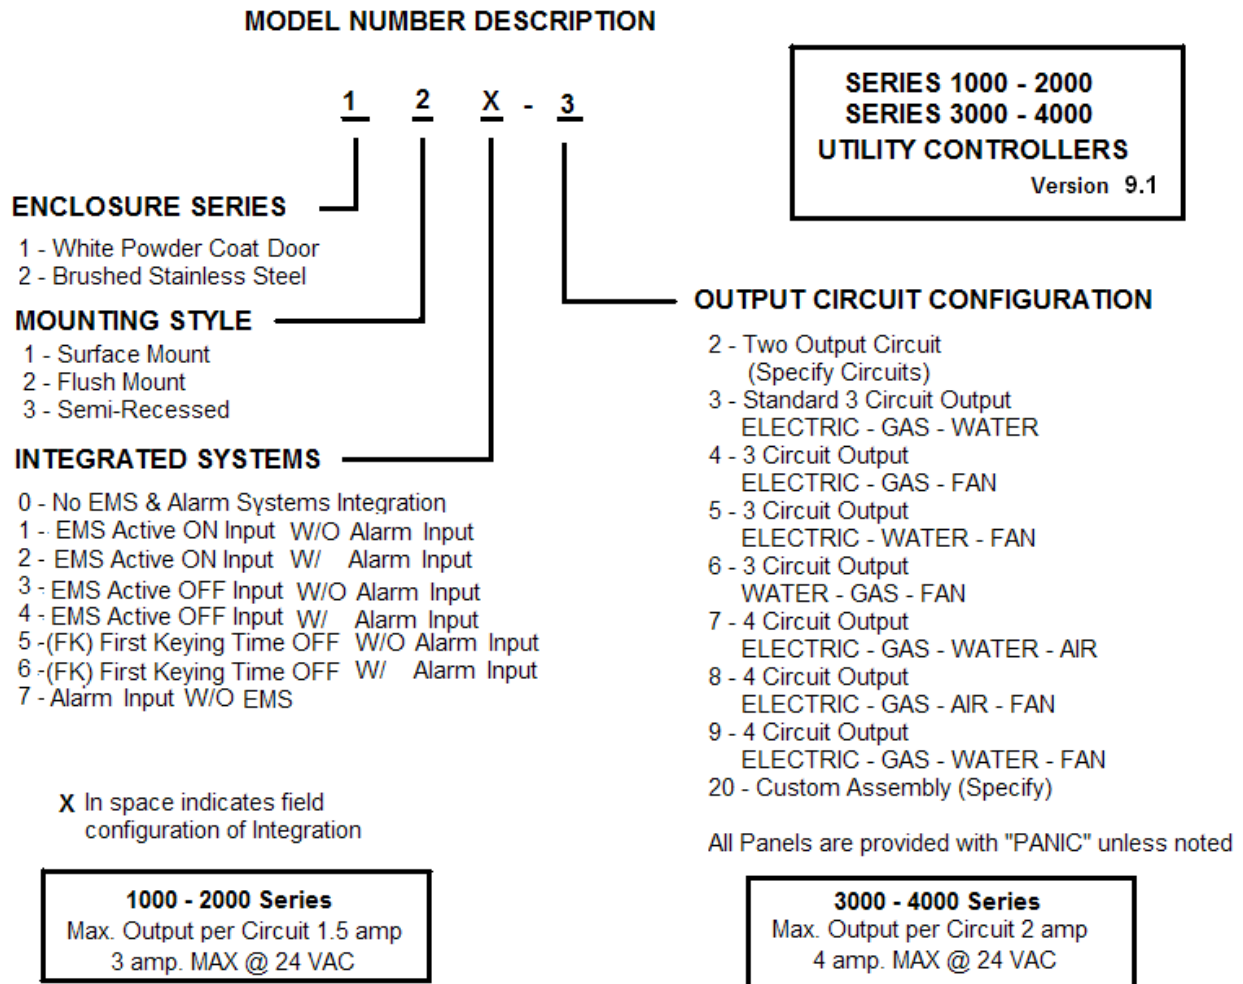 MODEL NUMBER DESCRIPTION
1 2 X - 3
SERIES 1000 - 2000
SERIES 3000 - 4000
UTILITY CONTROLLERS
Version 9.1
ENCLOSURE SERIES
1 - White Powder Coat Door
2 - Brushed Stainless Steel
MOUNTING STYLE
1 - Surface Mount
2 - Flush Mount
3 - Semi-Recessed
INTEGRATED SYSTEMS
0 - No EMS & Alarm Systems Integration
1 - EMS Active ON Input W/O Alarm Input
2 - EMS Active ON Input W/ Alarm Input
3 - EMS Active OFF Input W/O Alarm Input
4 - EMS Active OFF Input W/ Alarm Input
5 -(FK) First Keying Time OFF W/O Alarm Input
6 -(FK) First Keying Time OFF W/ Alarm Input
7 - Alarm Input W/O EMS
X In space indicates field
configuration of Integration
1000 - 2000 Series
Max. Output per Circuit 1.5 amp
3 amp. MAX @ 24 VAC
OUTPUT CIRCUIT CONFIGURATION
2 - Two Output Circuit
(Specify Circuits)
3 - Standard 3 Circuit Output
ELECTRIC - GAS - WATER
4 - 3 Circuit Output
ELECTRIC - GAS - FAN
5 - 3 Circuit Output
ELECTRIC - WATER - FAN
6 - 3 Circuit Output
WATER - GAS - FAN
7 - 4 Circuit Output
ELECTRIC - GAS - WATER - AIR
8 - 4 Circuit Output
ELECTRIC - GAS - AIR - FAN
9 - 4 Circuit Output
ELECTRIC - GAS - WATER - FAN
20 - Custom Assembly (Specify)
All Panels are provided with "PANIC" unless noted
3000 - 4000 Series
Max. Output per Circuit 2 amp
4 amp. MAX @ 24 VAC